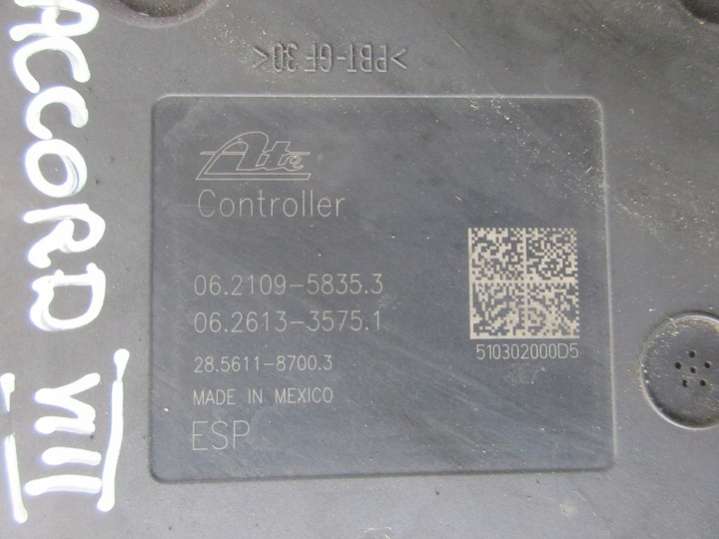 ACCORD VIII
>PBT-GF30<
Ate
Controller
06.2109-5835.3
06.2613-3575.1
28.5611-8700.3
MADE IN MEXICO
ESP
510302000D5